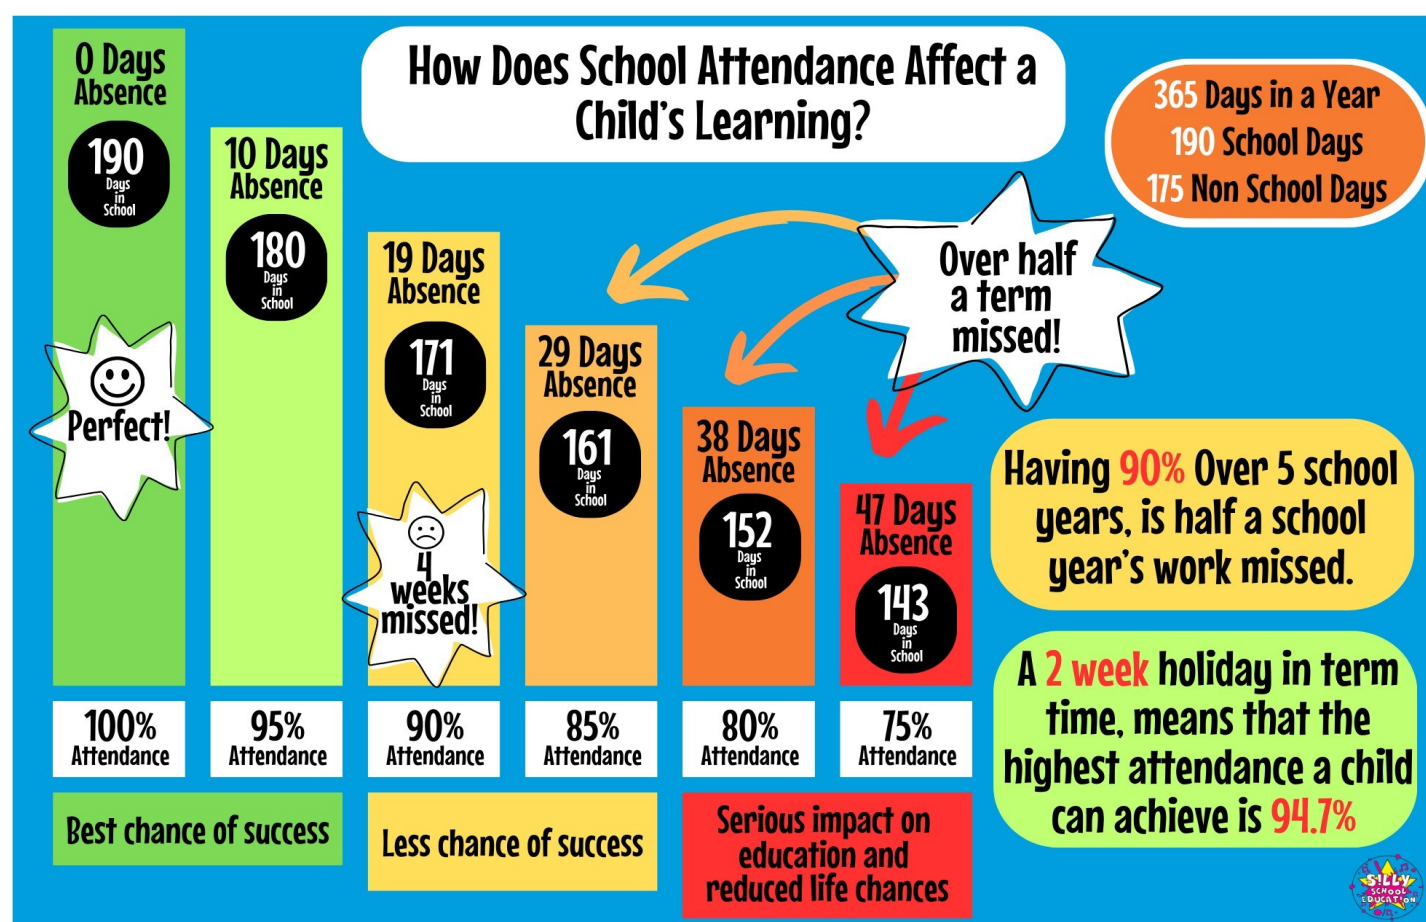 How Does School Attendance Affect a
Child's Learning?
365 Days in a Year
190 School Days
175 Non School Days
0 Days
Absence
190
Days
in
School
Perfect!
10 Days
Absence
180
Days
in
School
19 Days
Absence
171
Days
in
School
4
weeks
missed!
29 Days
Absence
161
Days
in
School
38 Days
Absence
152
Days
in
School
47 Days
Absence
143
Days
in
School
Over half
a term
missed!
100%
Attendance
95%
Attendance
90%
Attendance
85%
Attendance
80%
Attendance
75%
Attendance
Best chance of success
Less chance of success
Serious impact on
education and
reduced life chances
Having 90% Over 5 school
years, is half a school
year's work missed.
A 2 week holiday in term
time, means that the
highest attendance a child
can achieve is 94.7%
SILLY
SCHOOL
EDUCATION